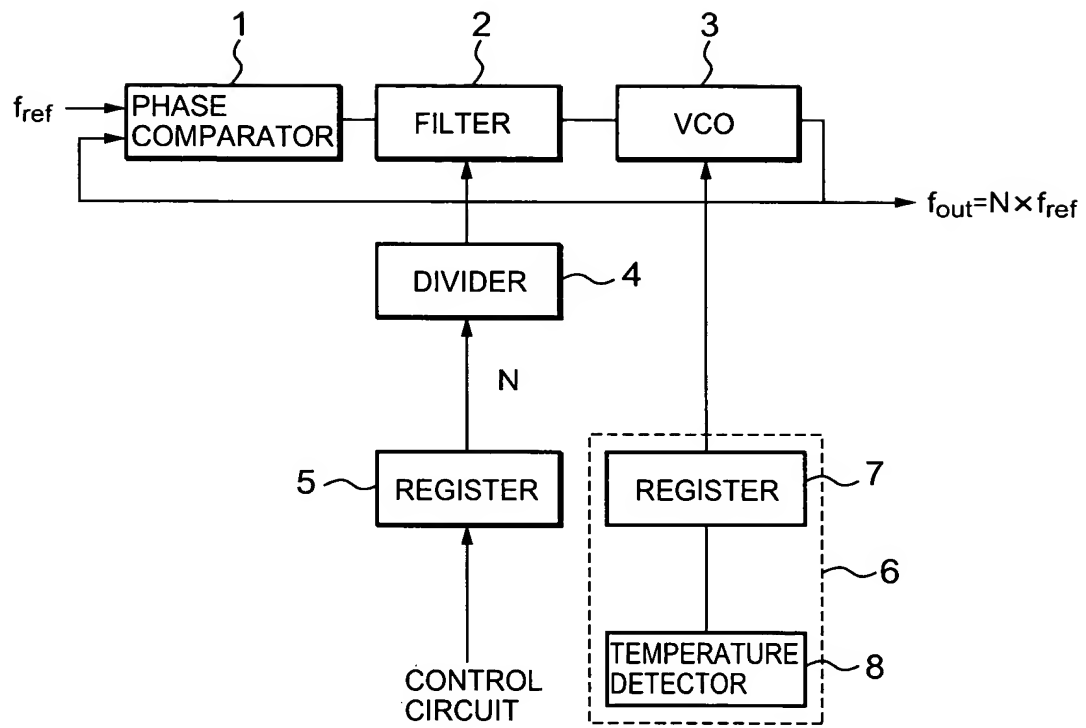 1
2
3
fref
PHASE
COMPARATOR
FILTER
VCO
fout=N×fref
DIVIDER
4
N
5
REGISTER
REGISTER
7
6
TEMPERATURE
DETECTOR
8
CONTROL
CIRCUIT